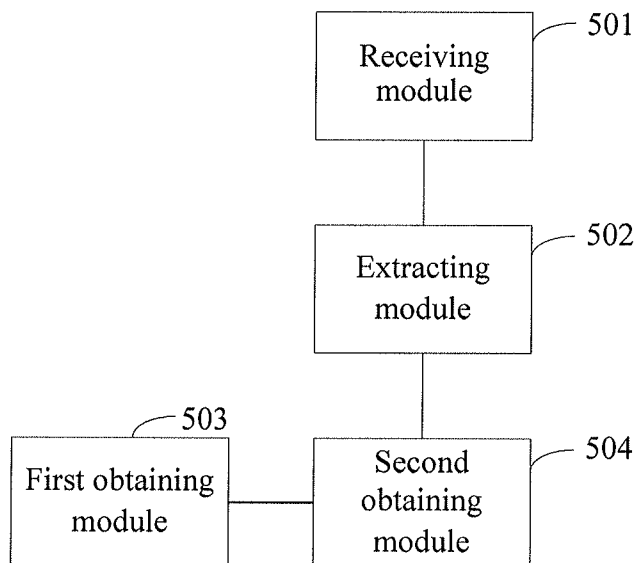 501
Receiving
module
502
Extracting
module
503
First obtaining
module
504
Second
obtaining
module